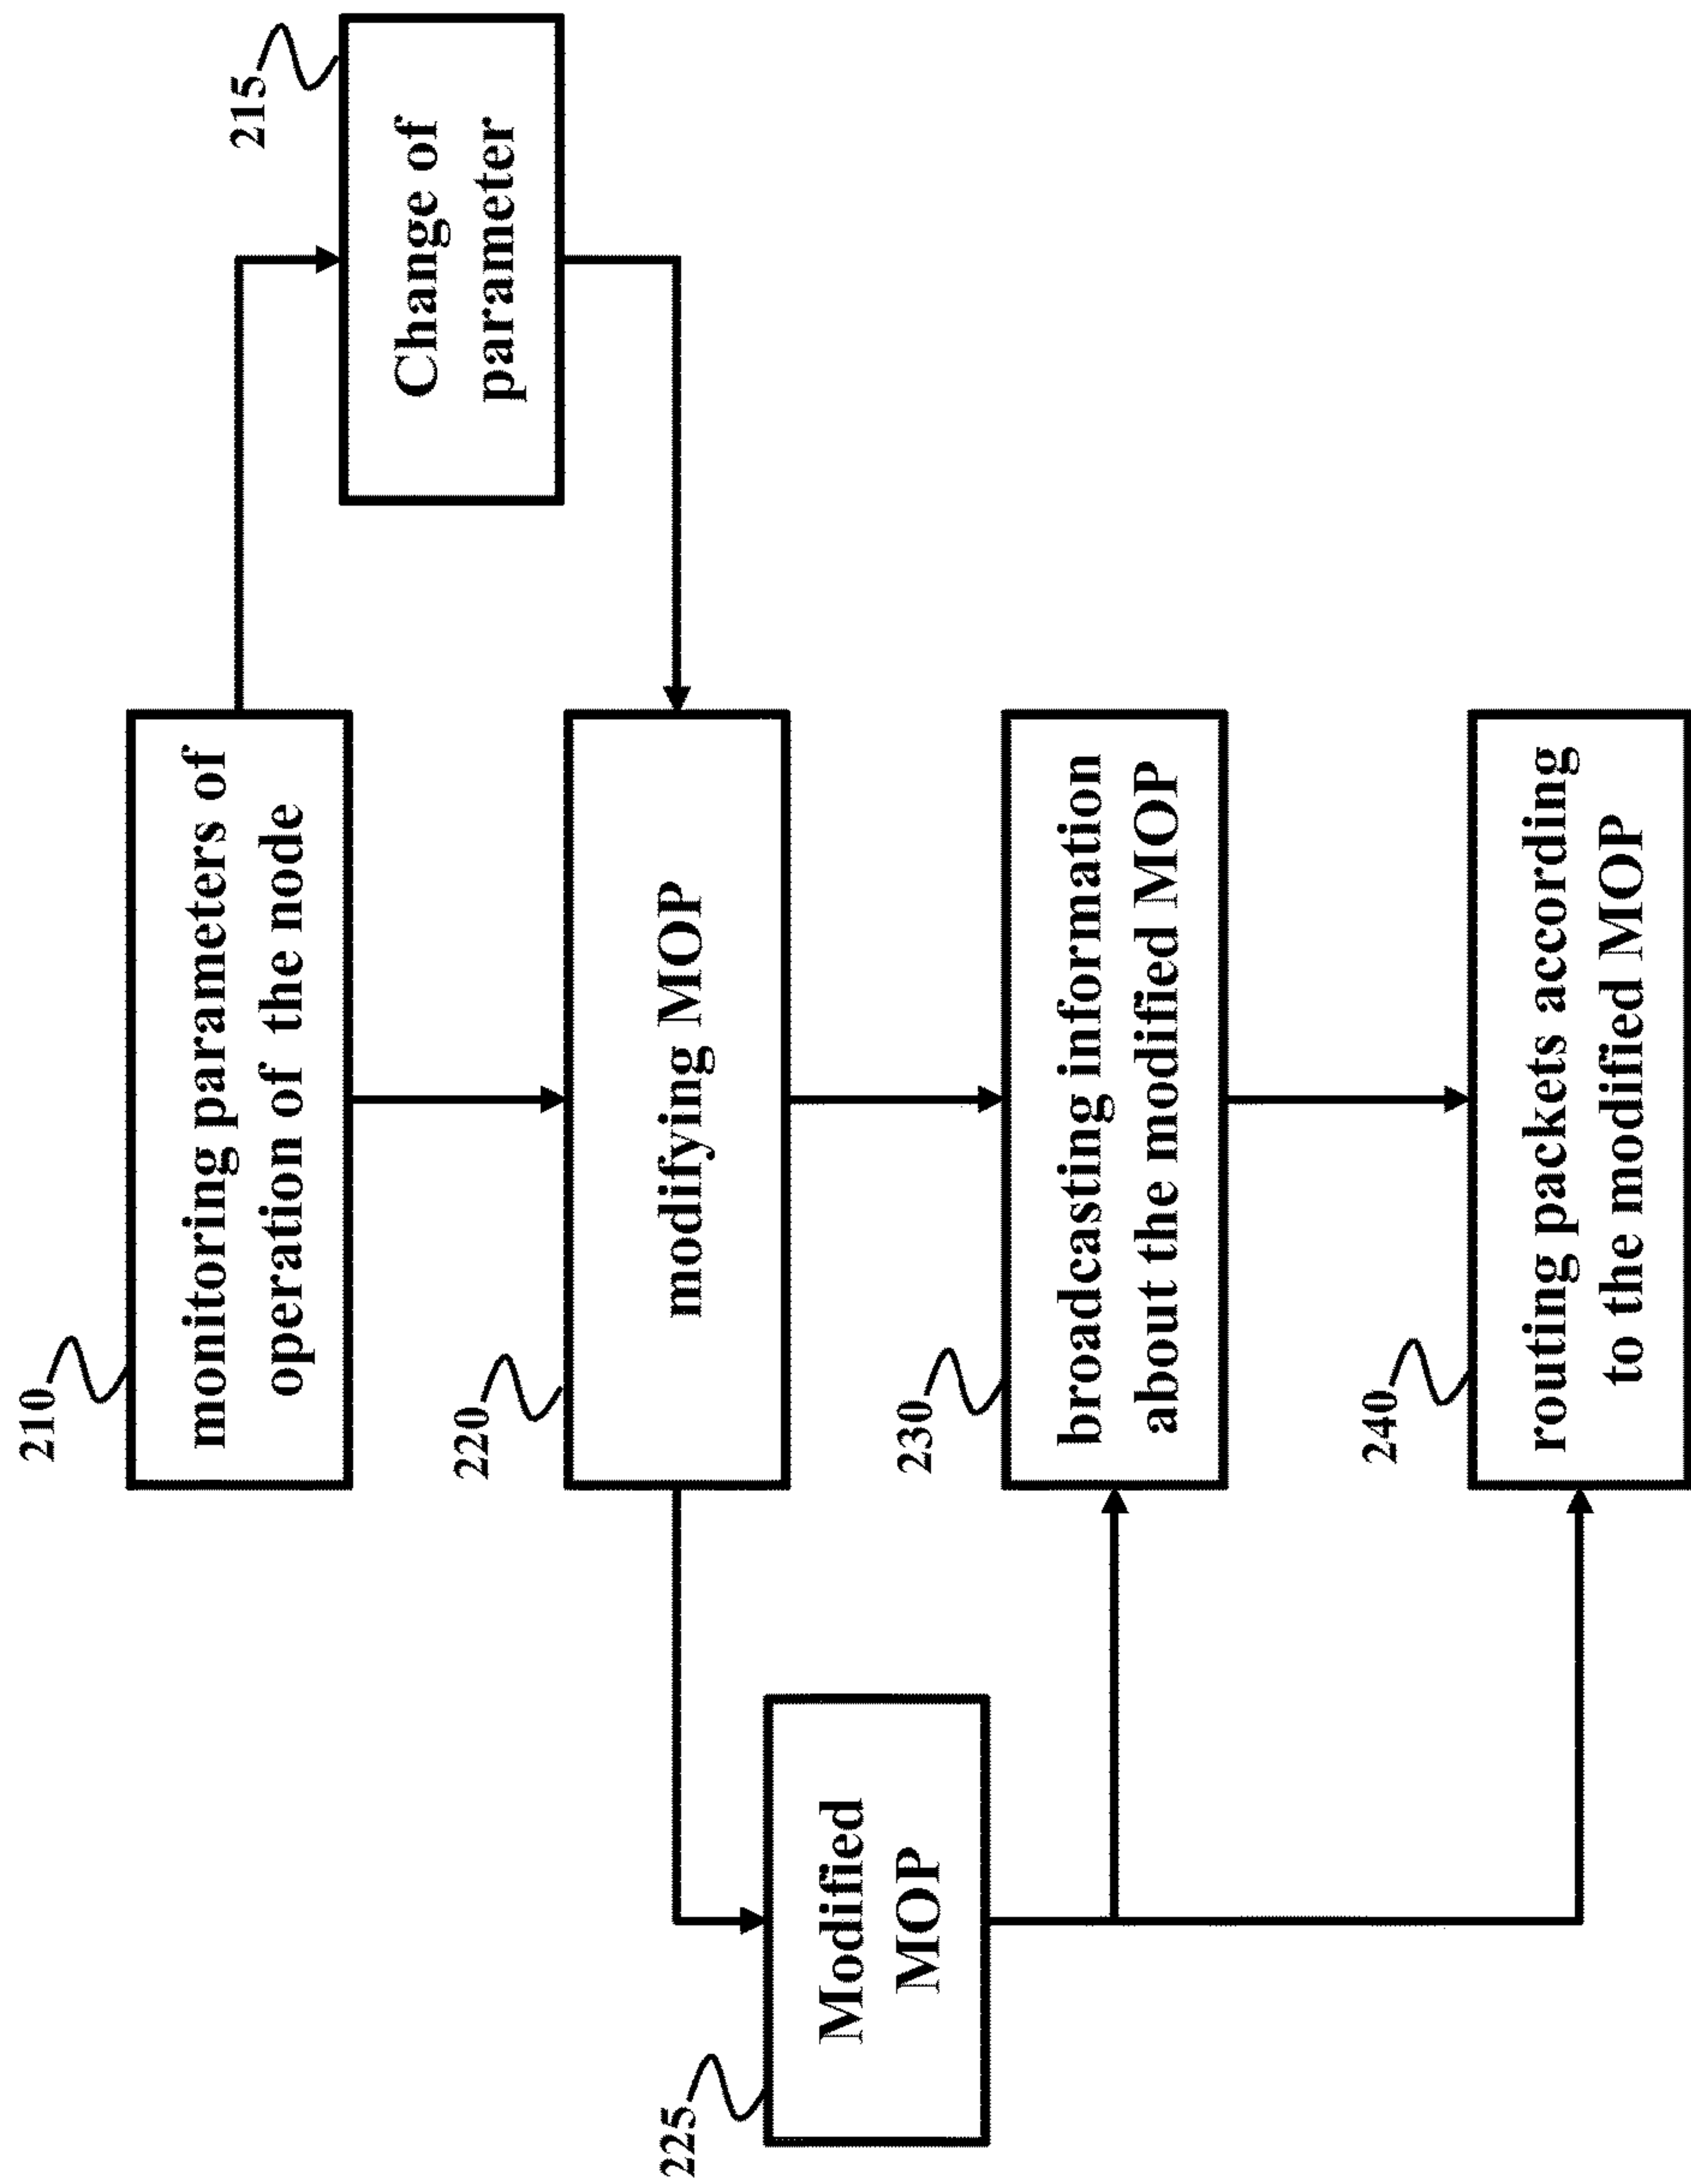 210
monitoring parameters of
operation of the node
215
Change of
parameter
220
modifying MOP
225
Modified
MOP
230
broadcasting information
about the modified MOP
240
routing packets according
to the modified MOP